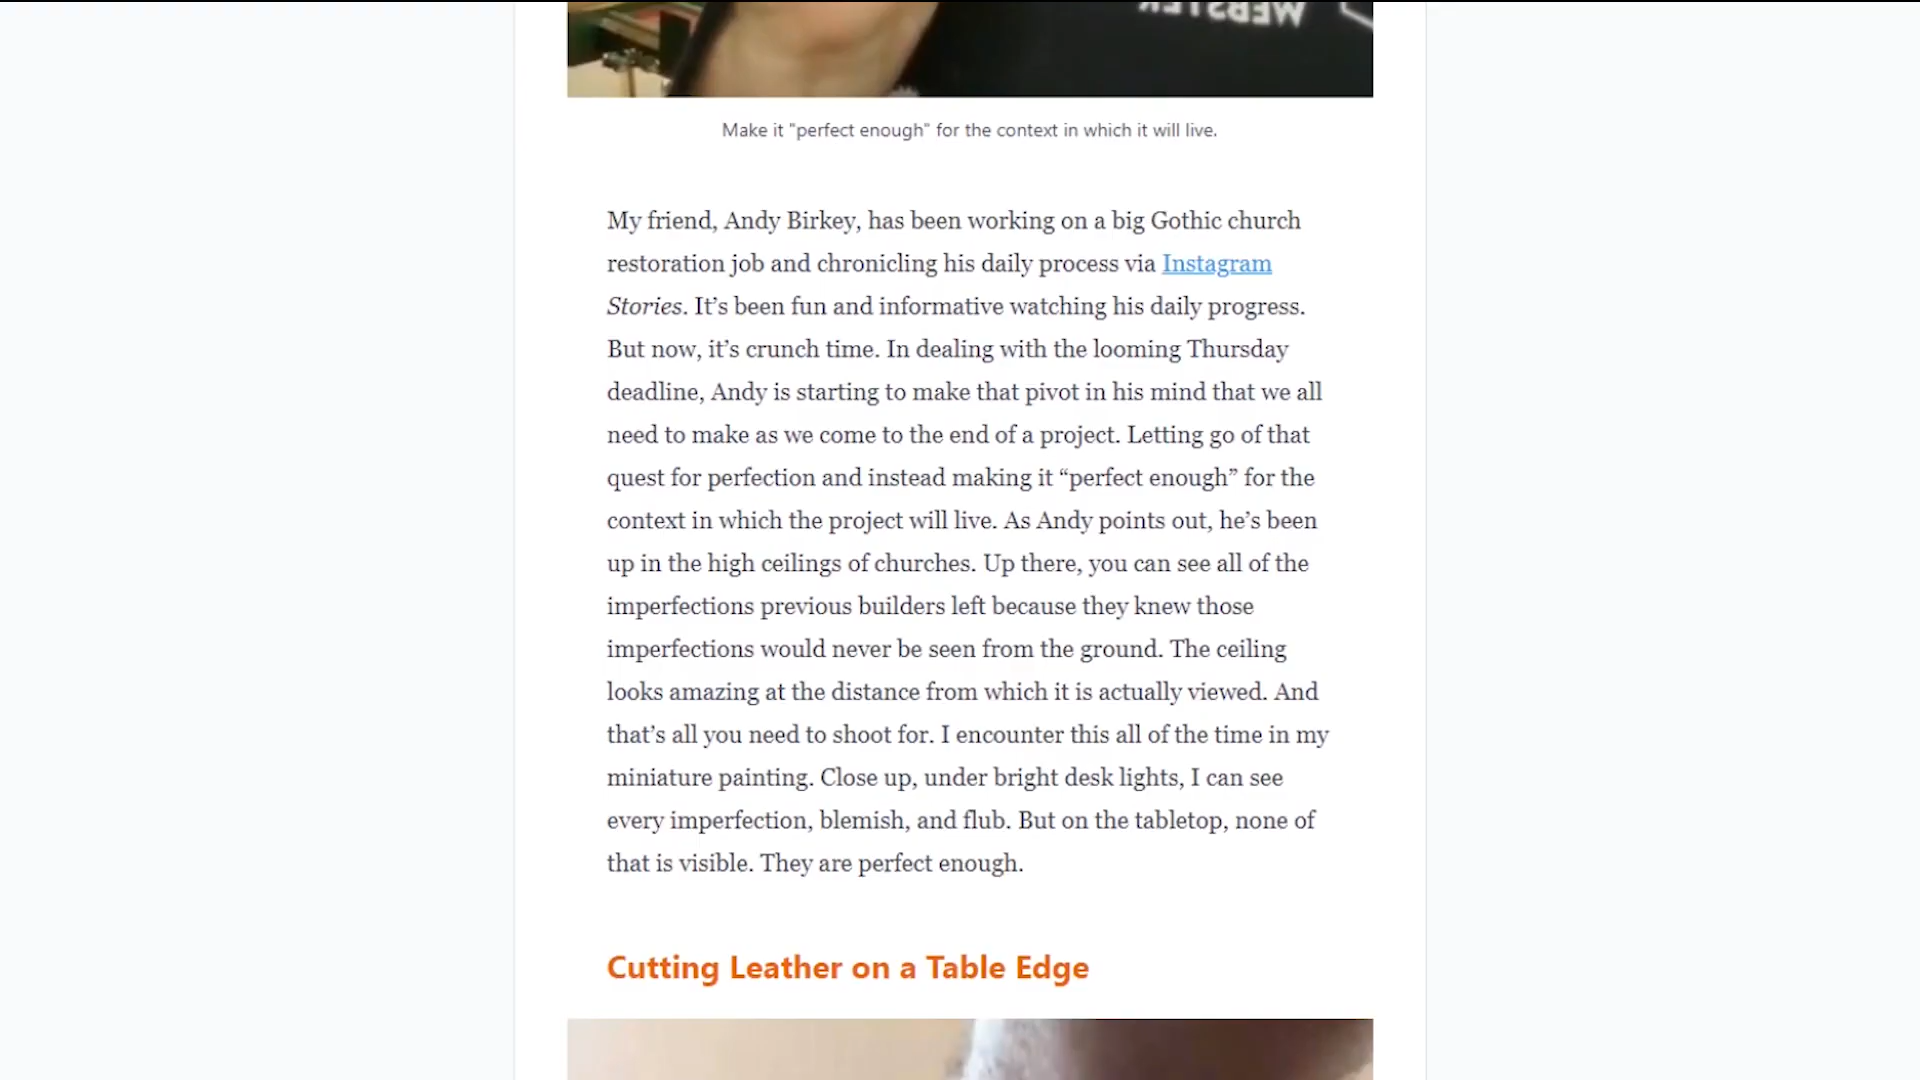 WEBSTER
Make it "perfect enough" for the context in which it will live.
My friend, Andy Birkey, has been working on a big Gothic church
restoration job and chronicling his daily process via Instagram
Stories. It’s been fun and informative watching his daily progress.
But now, it’s crunch time. In dealing with the looming Thursday
deadline, Andy is starting to make that pivot in his mind that we all
need to make as we come to the end of a project. Letting go of that
quest for perfection and instead making it “perfect enough” for the
context in which the project will live. As Andy points out, he’s been
up in the high ceilings of churches. Up there, you can see all of the
imperfections previous builders left because they knew those
imperfections would never be seen from the ground. The ceiling
looks amazing at the distance from which it is actually viewed. And
that’s all you need to shoot for. I encounter this all of the time in my
miniature painting. Close up, under bright desk lights, I can see
every imperfection, blemish, and flub. But on the tabletop, none of
that is visible. They are perfect enough.
Cutting Leather on a Table Edge